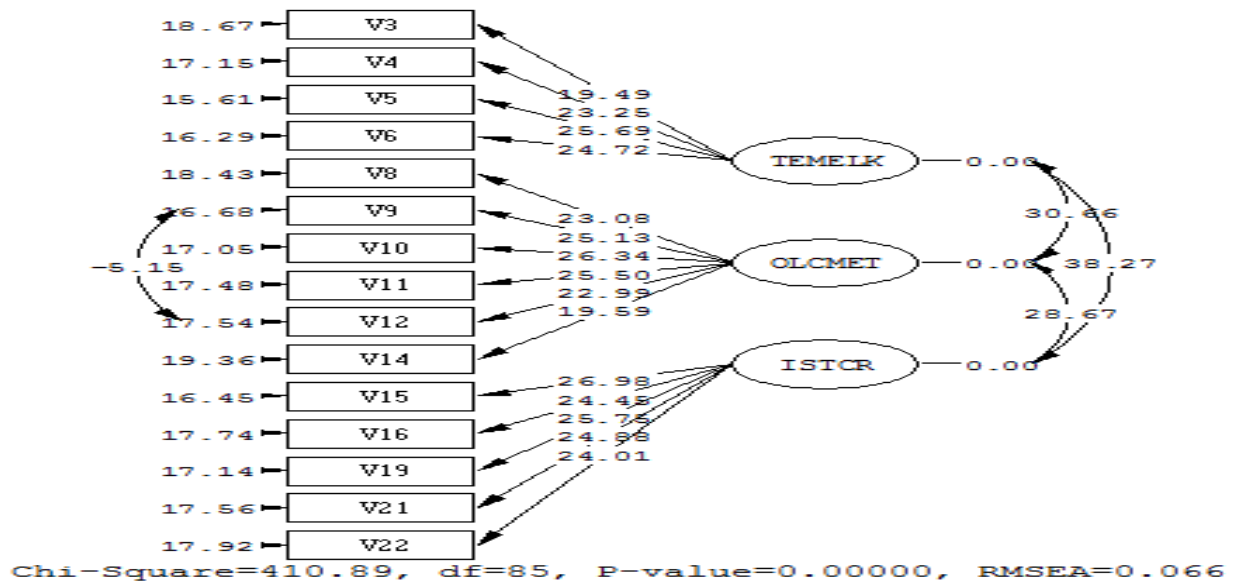 18.67 V3
17.15 V4
15.61 V5
16.29 V6
18.43 V8
16.68 V9
17.05 V10
17.48 V11
17.54 V12
19.36 V14
16.45 V15
17.74 V16
17.14 V19
17.56 V21
17.92 V22
-5.15
19.49
23.25
25.69
24.72
23.08
25.13
26.34
25.50
22.99
19.59
26.98
24.45
25.75
24.88
24.01
TEMELK 0.00
OLCMET 0.00
ISTCR 0.00
30.66
38.27
28.67
Chi-Square=410.89, df=85, P-value=0.00000, RMSEA=0.066